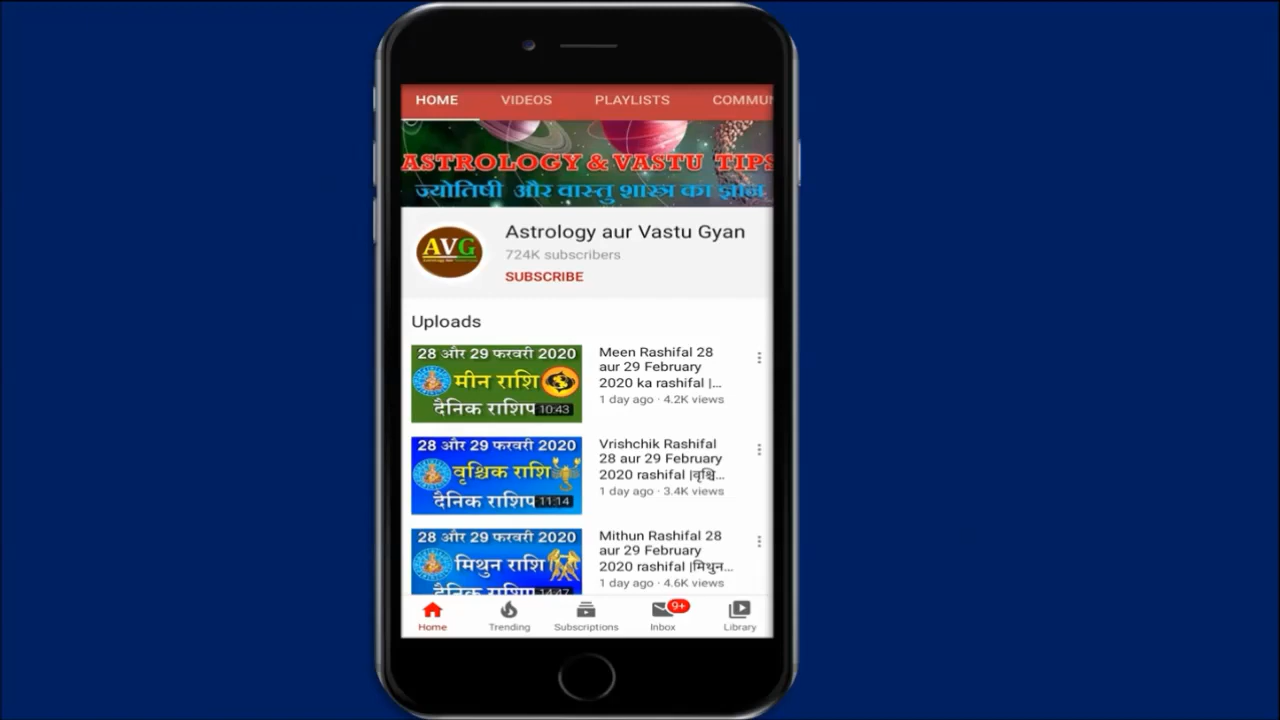 HOME VIDEOS PLAYLISTS COMMUN
ASTROLOGY & VASTU TIPS
ज्योतिषी और वास्तु शास्त्र का ज्ञान
AVG
Astrology aur Vastu Gyan
724K subscribers
SUBSCRIBE
Uploads
28 और 29 फरवरी 2020
मीन राशि
दैनिक राशिप
10:43
Meen Rashifal 28
aur 29 February
2020 ka rashifal |...
1 day ago · 4.2K views
28 और 29 फरवरी 2020
वृश्चिक राशि
दैनिक राशिप
11:14
Vrishchik Rashifal
28 aur 29 February
2020 rashifal |वृश्चि...
1 day ago · 3.4K views
28 और 29 फरवरी 2020
मिथुन राशि
दैनिक राशिप
14:47
Mithun Rashifal 28
aur 29 February
2020 rashifal |मिथुन...
1 day ago · 4.6K views
9+
Home Trending Subscriptions Inbox Library